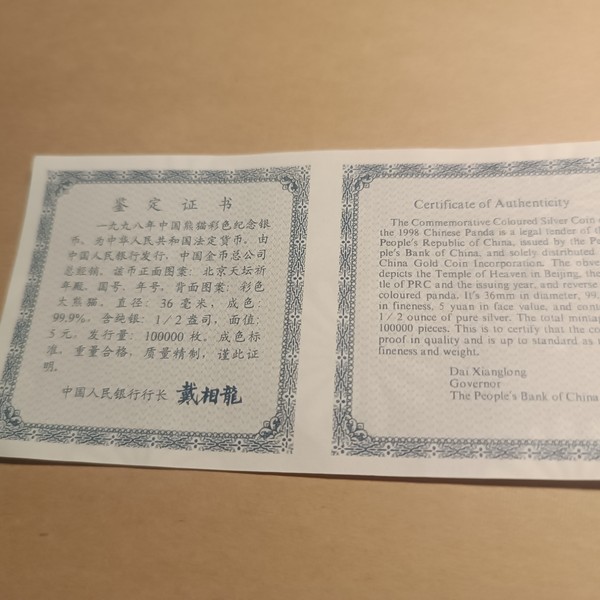 鉴定证书
一九九八年中国熊猫彩色纪念银
币，为中华人民共和国法定货币，由
中国人民银行发行，中国金币总公司
总经销。该币正面图案：北京天坛祈
年殿、国号、年号。背面图案：彩色
大熊猫。直径：36毫米，成色：
99.9%，含纯银：1/2盎司，面值：
5元，发行量：100000枚。成色标
准，重量合格，质量精制，谨此证
明。
中国人民银行行长 戴相龍
Certificate of Authenticity
The Commemorative Coloured Silver Coin
the 1998 Chinese Panda is a legal tender of
People's Republic of China, issued by the
ple's Bank of China, and solely distributed
China Gold Coin Incorporation. The
depicts the Temple of Heaven in Beijing, the
tle of PRC and the issuing year, and reverse
coloured panda. It's 36mm in diameter, 99.
in fineness, 5 yuan in face value, and
1/2 ounce of pure silver. The total
100000 pieces. This is to certify that the
proof in quality and is up to standard as
fineness and weight.
Dai Xianglong
Governor
The People's Bank of China